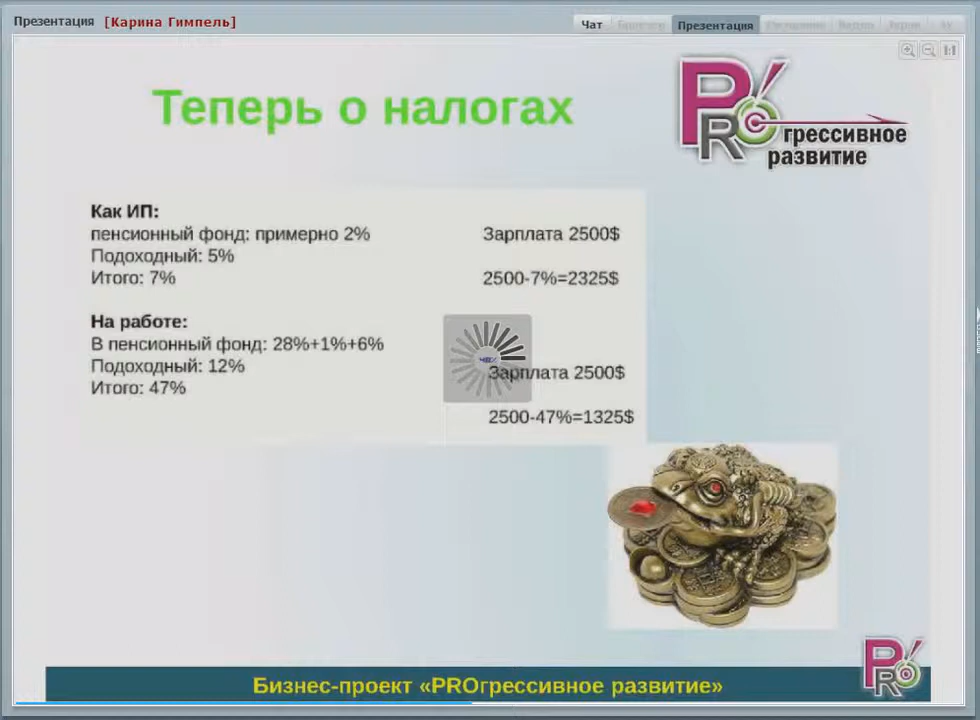 Презентация [Карина Гимпель]
Чат
Презентация
1:1
Теперь о налогах
PRO
грессивное
развитие
Как ИП:
пенсионный фонд: примерно 2%
Зарплата 2500$
Подоходный: 5%
Итого: 7%
2500-7%=2325$
На работе:
В пенсионный фонд: 28%+1%+6%
Подоходный: 12%
Зарплата 2500$
Итого: 47%
2500-47%=1325$
Бизнес-проект «PROгрессивное развитие»
PRO